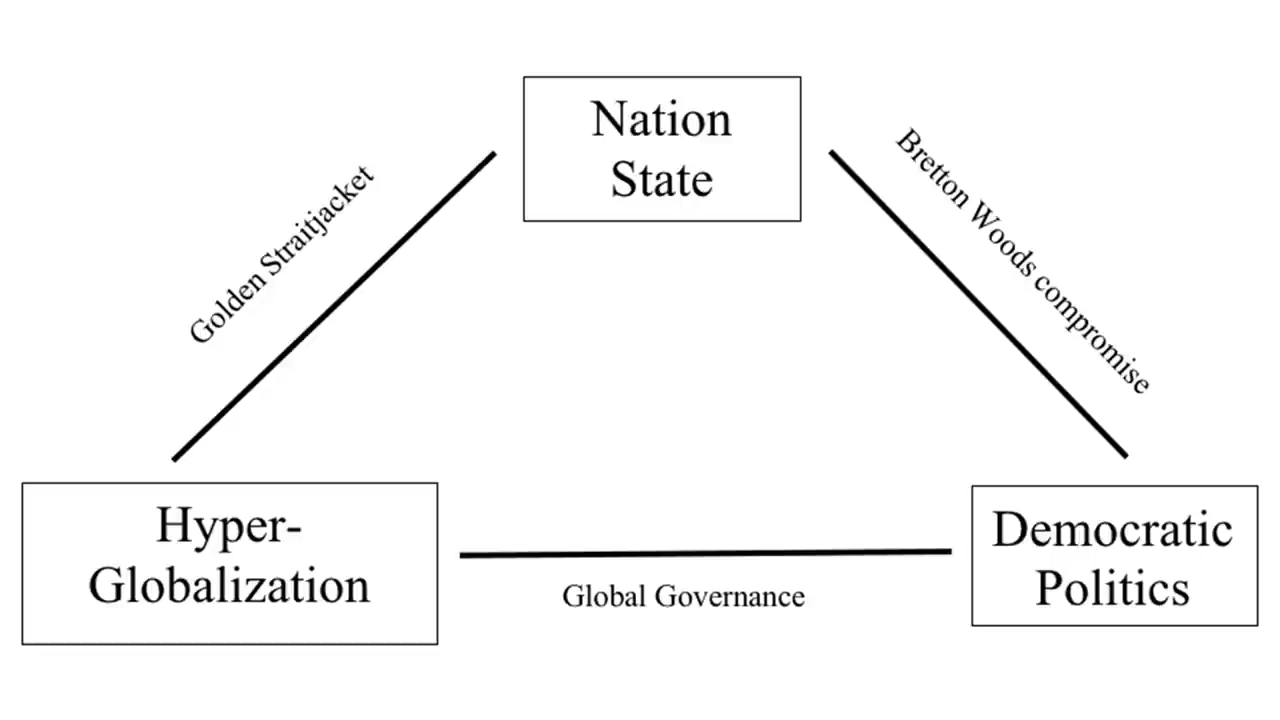 Nation
State
Golden Straitjacket
Bretton Woods compromise
Hyper-
Globalization
Democratic
Politics
Global Governance